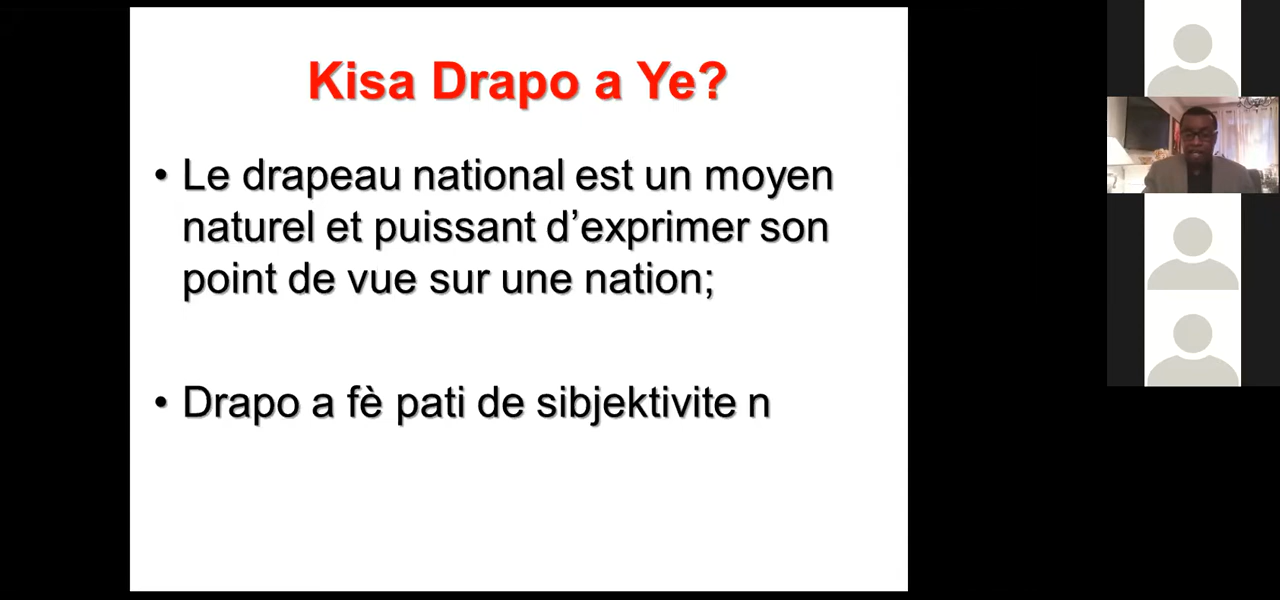 Kisa Drapo a Ye?
• Le drapeau national est un moyen
naturel et puissant d’exprimer son
point de vue sur une nation;
• Drapo a fè pati de sibjektivite n